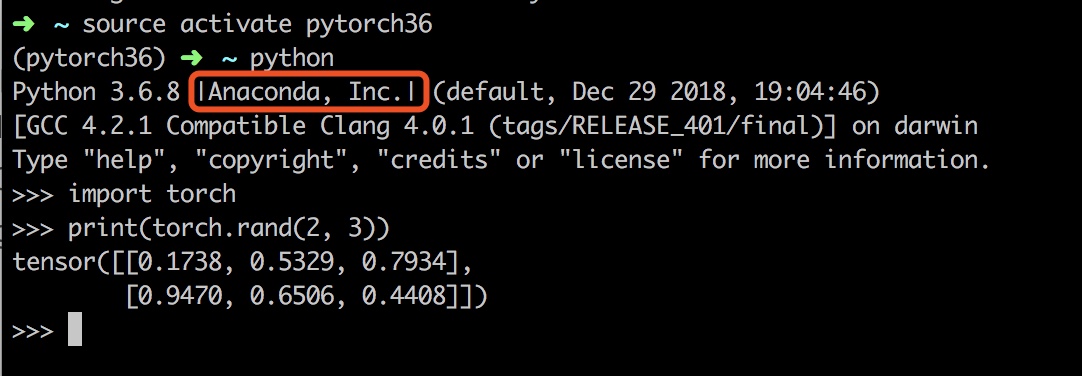 ➜ ~ source activate pytorch36
(pytorch36) ➜ ~ python
Python 3.6.8 |Anaconda, Inc.| (default, Dec 29 2018, 19:04:46)
[GCC 4.2.1 Compatible Clang 4.0.1 (tags/RELEASE_401/final)] on darwin
Type "help", "copyright", "credits" or "license" for more information.
>>> import torch
>>> print(torch.rand(2, 3))
tensor([[0.1738, 0.5329, 0.7934],
        [0.9470, 0.6506, 0.4408]])
>>>